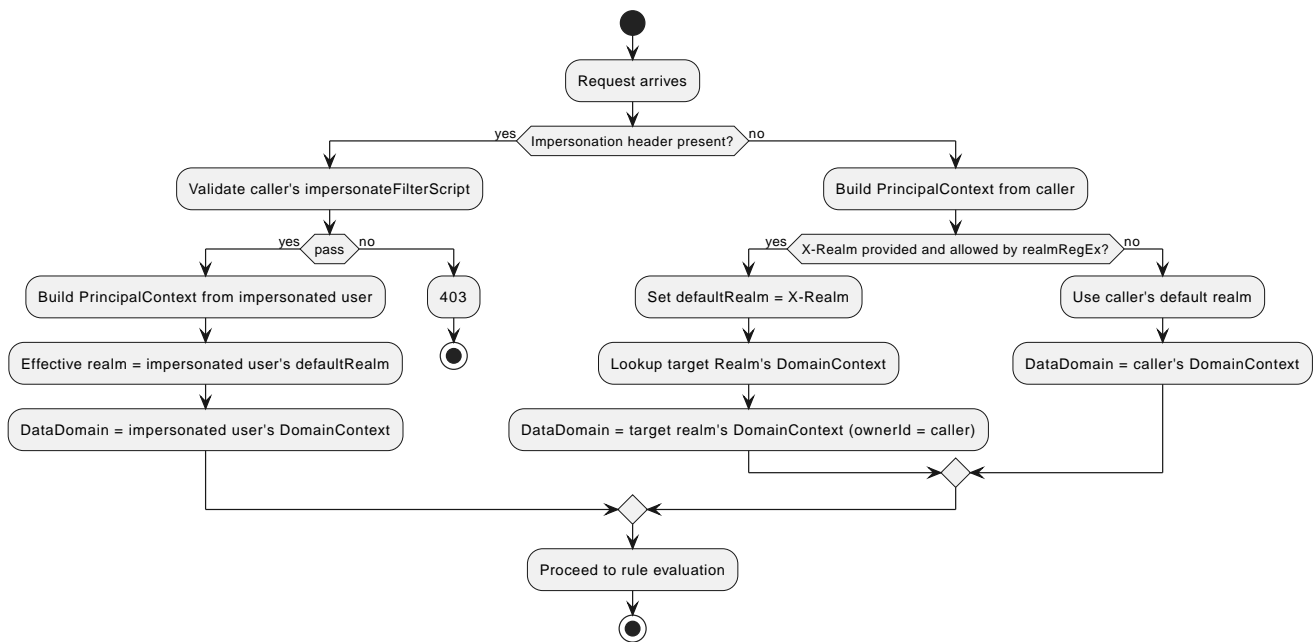 Request arrives
yes
Impersonation header present?
no
Validate caller's impersonateFilterScript
Build PrincipalContext from caller
yes
pass
no
yes
X-Realm provided and allowed by realmRegEx?
no
Build PrincipalContext from impersonated user
403
Set defaultRealm = X-Realm
Use caller's default realm
Effective realm = impersonated user's defaultRealm
Lookup target Realm's DomainContext
DataDomain = caller's DomainContext
DataDomain = impersonated user's DomainContext
DataDomain = target realm's DomainContext (ownerId = caller)
Proceed to rule evaluation